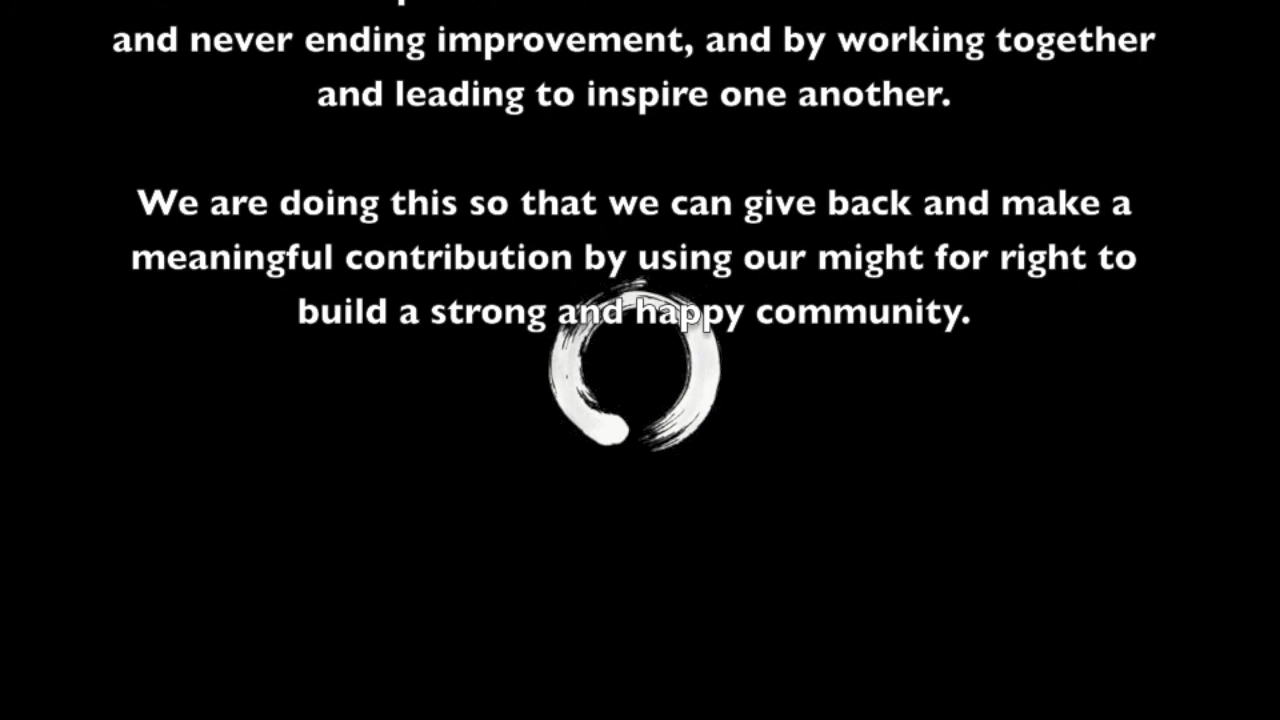 and never ending improvement, and by working together
and leading to inspire one another.
We are doing this so that we can give back and make a
meaningful contribution by using our might for right to
build a strong and happy community.